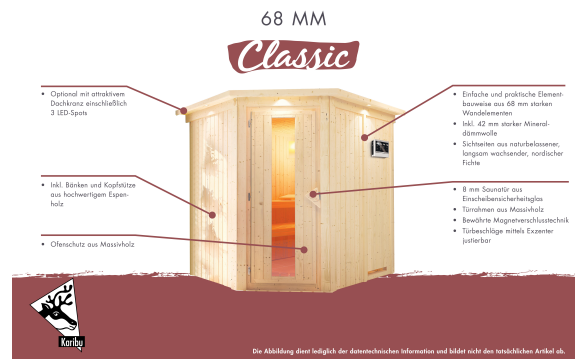 68 MM
Classic
• Optional mit attraktivem
Dachkranz einschließlich
3 LED-Spots
• Inkl. Bänken und Kopfstütze
aus hochwertigem Espen-
holz
• Ofenschutz aus Massivholz
• Einfache und praktische Element-
bauweise aus 68 mm starken
Wandelementen
• Inkl. 42 mm starker Mineral-
dämmwolle
• Sichtseiten aus naturbelassener,
langsam wachsender, nordischer
Fichte
• 8 mm Saunatür aus
Einscheibensicherheitsglas
• Türrahmen aus Massivholz
• Bewährte Magnetverschlusstechnik
• Türbeschläge mittels Exzenter
justierbar
Karibu
Die Abbildung dient lediglich der datentechnischen Information und bildet nicht den tatsächlichen Artikel ab.